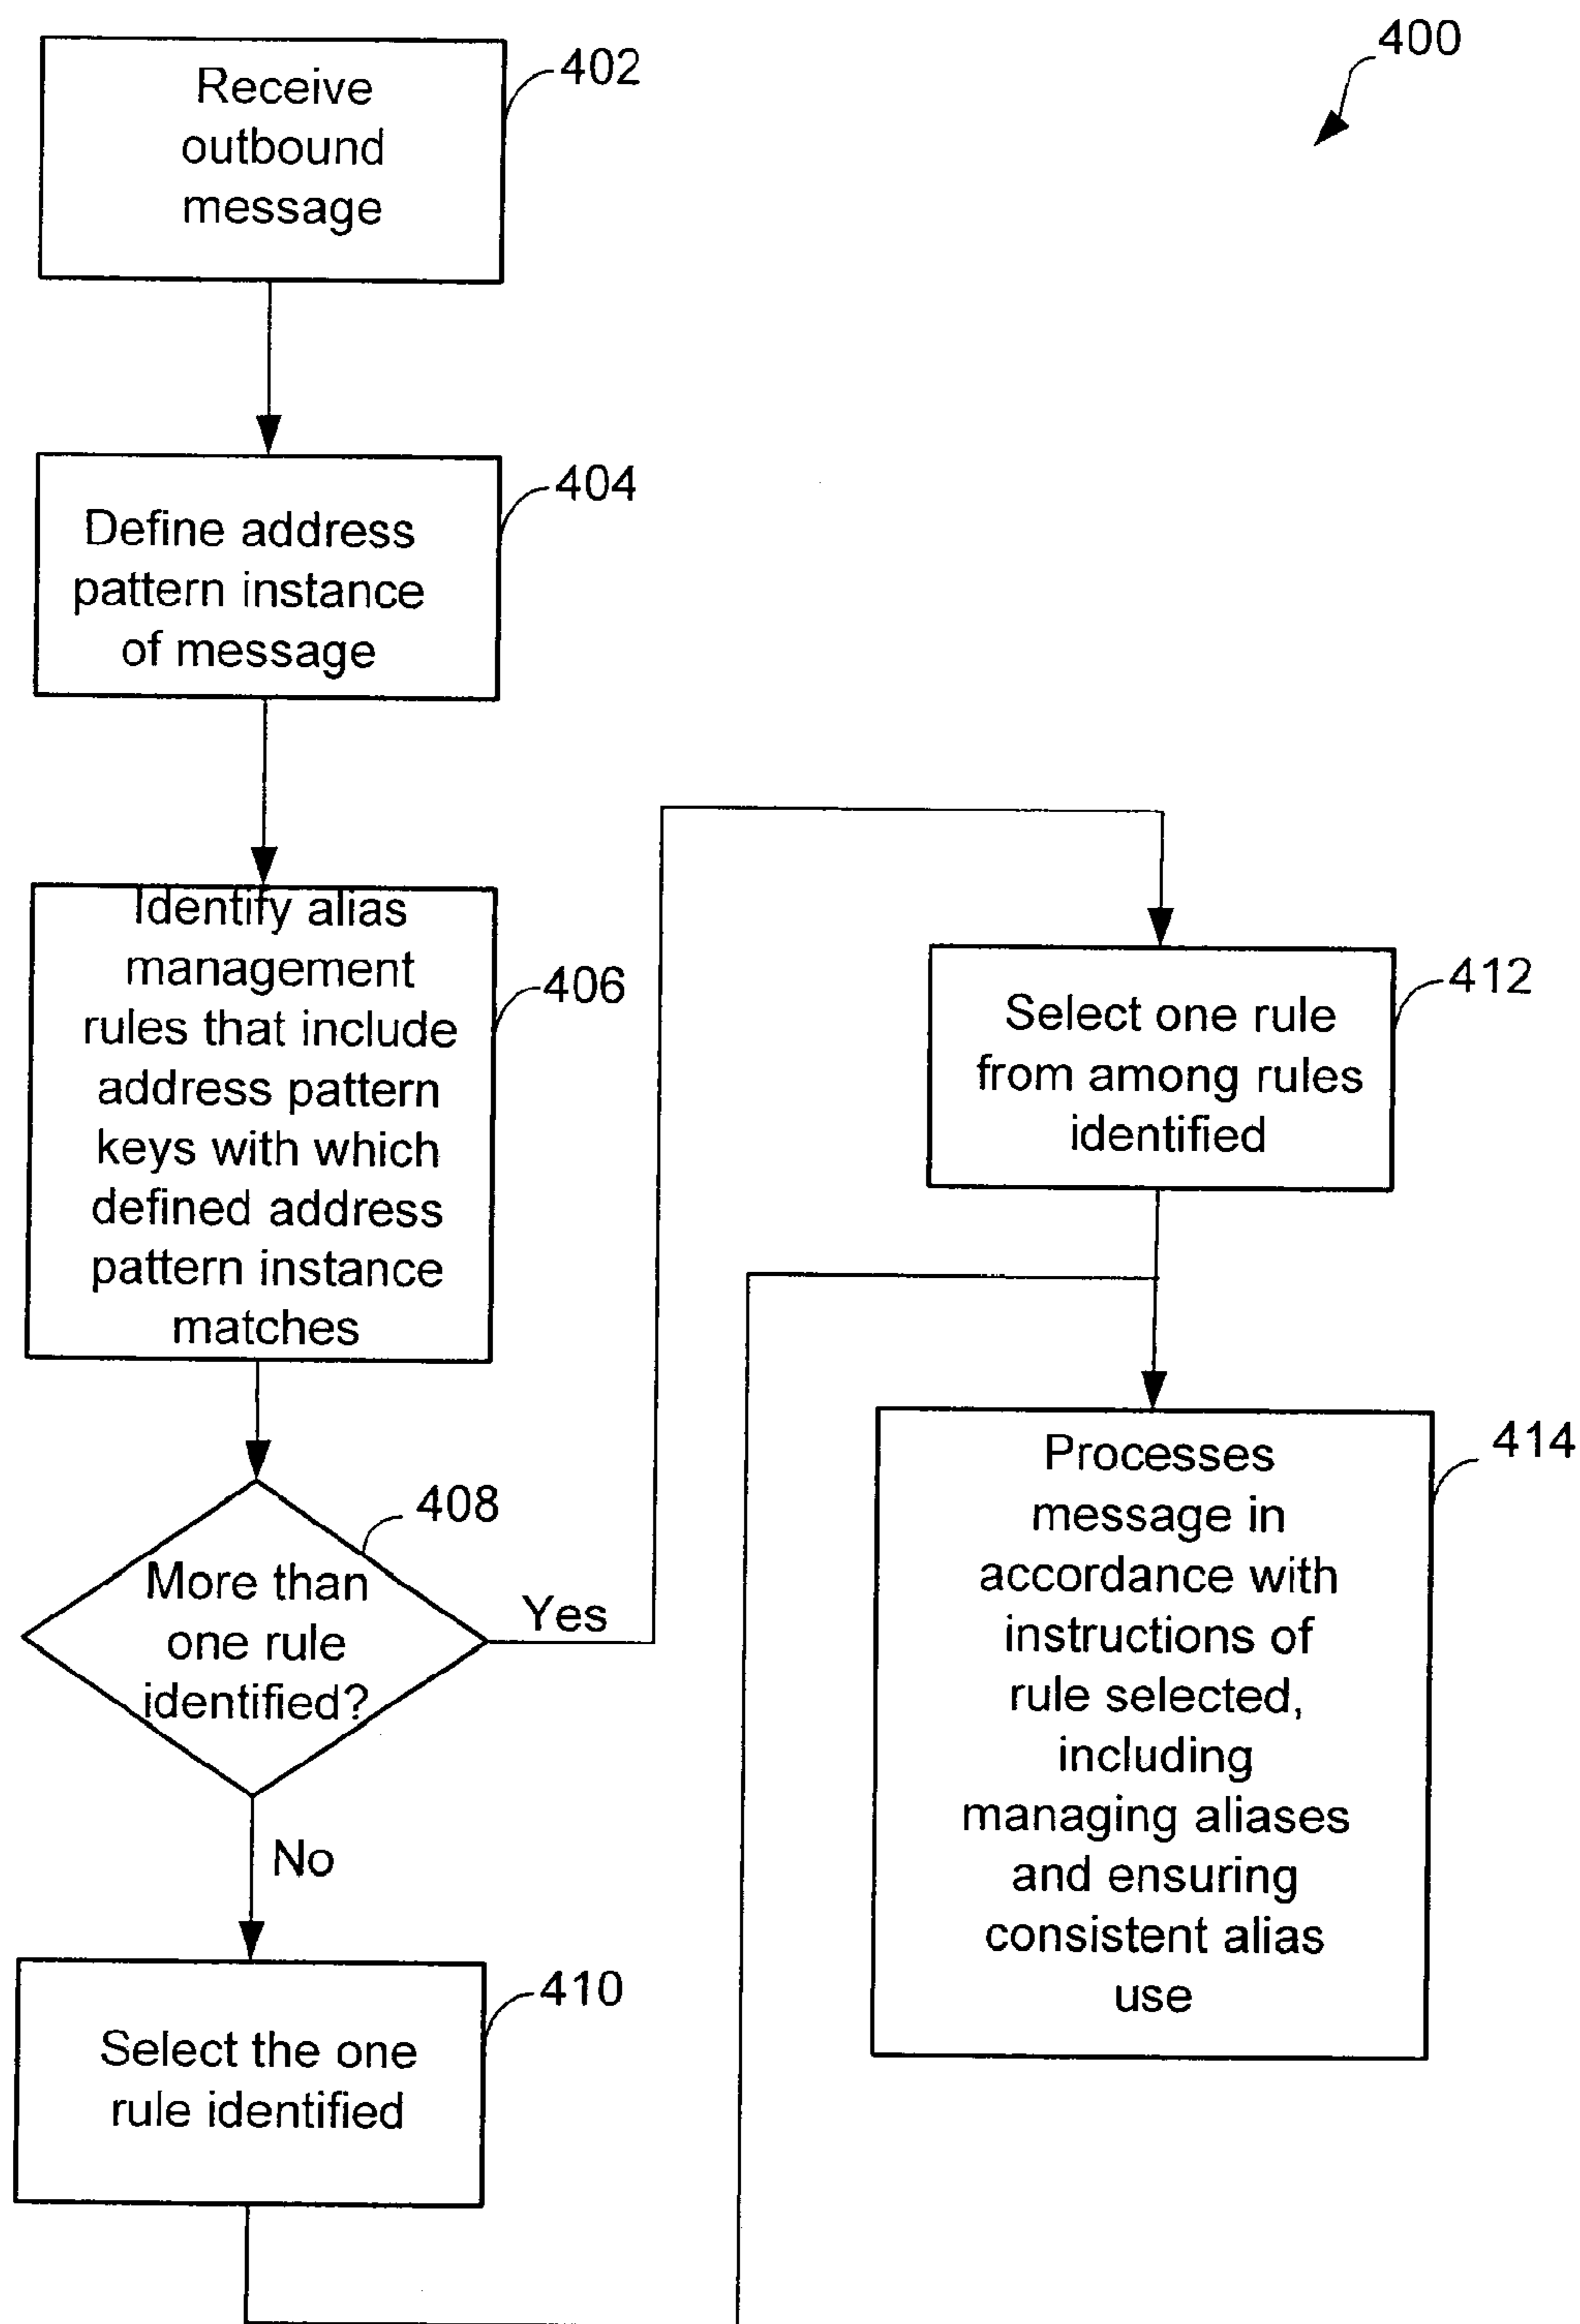 400
402
Receive
outbound
message
404
Define address
pattern instance
of message
406
Identify alias
management
rules that include
address pattern
keys with which
defined address
pattern instance
matches
408
More than
one rule
identified?
Yes
No
410
Select the one
rule identified
412
Select one rule
from among rules
identified
414
Processes
message in
accordance with
instructions of
rule selected,
including
managing aliases
and ensuring
consistent alias
use